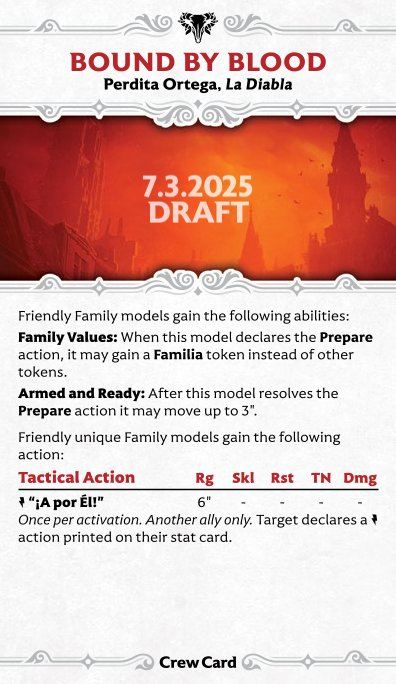 BOUND BY BLOOD
Perdita Ortega, La Diabla
7.3.2025
DRAFT
Friendly Family models gain the following abilities:
Family Values: When this model declares the Prepare
action, it may gain a Familia token instead of other
tokens.
Armed and Ready: After this model resolves the
Prepare action it may move up to 3".
Friendly unique Family models gain the following
action:
Tactical Action Rg Skl Rst TN Dmg
“¡A por Él!” 6" - - - -
Once per activation. Another ally only. Target declares a
action printed on their stat card.
Crew Card